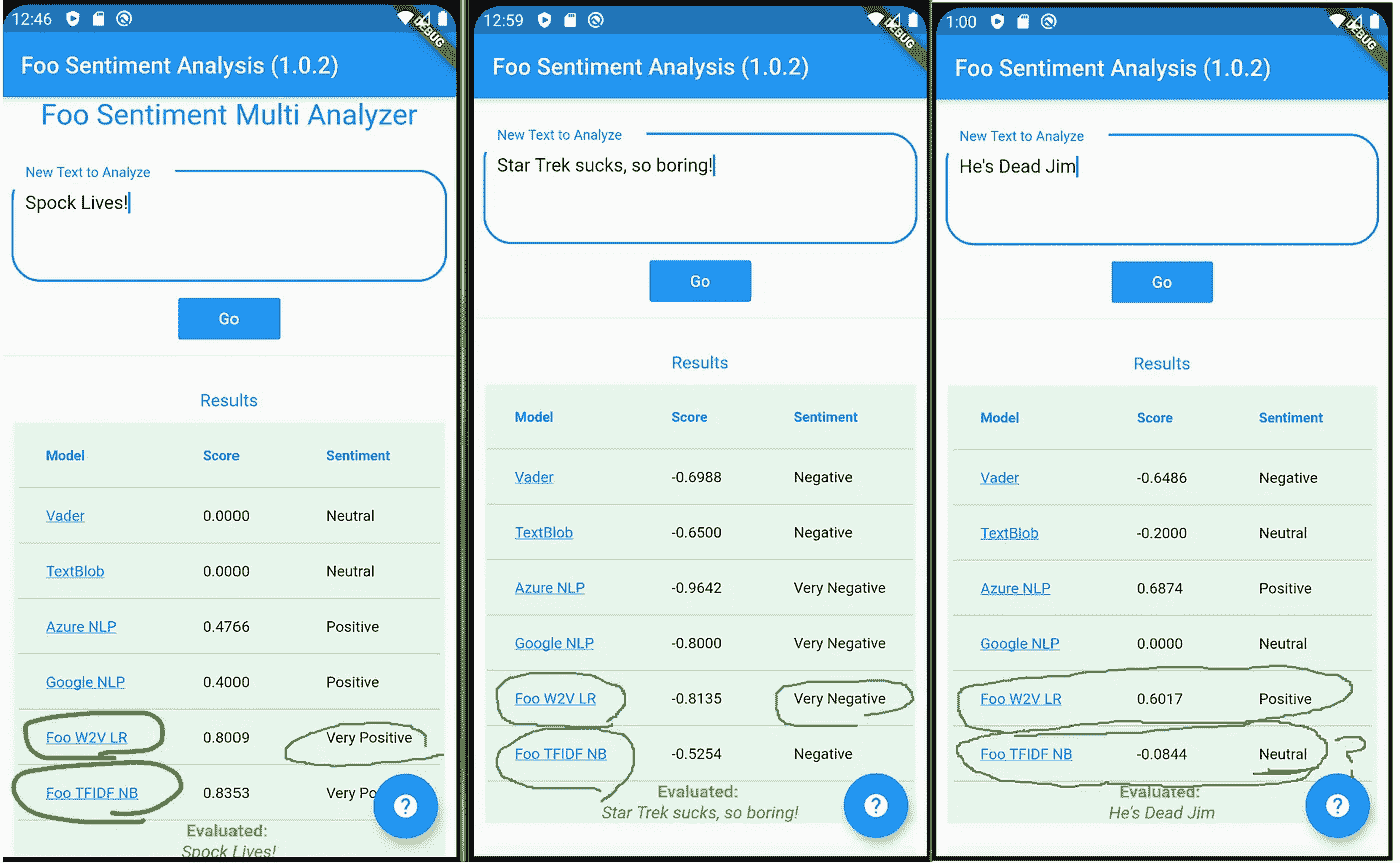 12:46
DEBUG
Foo Sentiment Analysis (1.0.2)
Foo Sentiment Multi Analyzer
New Text to Analyze
Spock Lives!
Go
Results
Model Score Sentiment
Vader 0.0000 Neutral
TextBlob 0.0000 Neutral
Azure NLP 0.4766 Positive
Google NLP 0.4000 Positive
Foo W2V LR 0.8009 Very Positive
Foo TFIDF NB 0.8353 Very Po
?
Evaluated:
Spock Lives!
12:59
DEBUG
Foo Sentiment Analysis (1.0.2)
New Text to Analyze
Star Trek sucks, so boring!
Go
Results
Model Score Sentiment
Vader -0.6988 Negative
TextBlob -0.6500 Negative
Azure NLP -0.9642 Very Negative
Google NLP -0.8000 Very Negative
Foo W2V LR -0.8135 Very Negative
Foo TFIDF NB -0.5254 Negative
Evaluated:
?
Star Trek sucks, so boring!
1:00
DEBUG
Foo Sentiment Analysis (1.0.2)
New Text to Analyze
He's Dead Jim
Go
Results
Model Score Sentiment
Vader -0.6486 Negative
TextBlob -0.2000 Neutral
Azure NLP 0.6874 Positive
Google NLP 0.0000 Neutral
Foo W2V LR 0.6017 Positive
Foo TFIDF NB -0.0844 Neutral ?
Evaluated:
?
He's Dead Jim